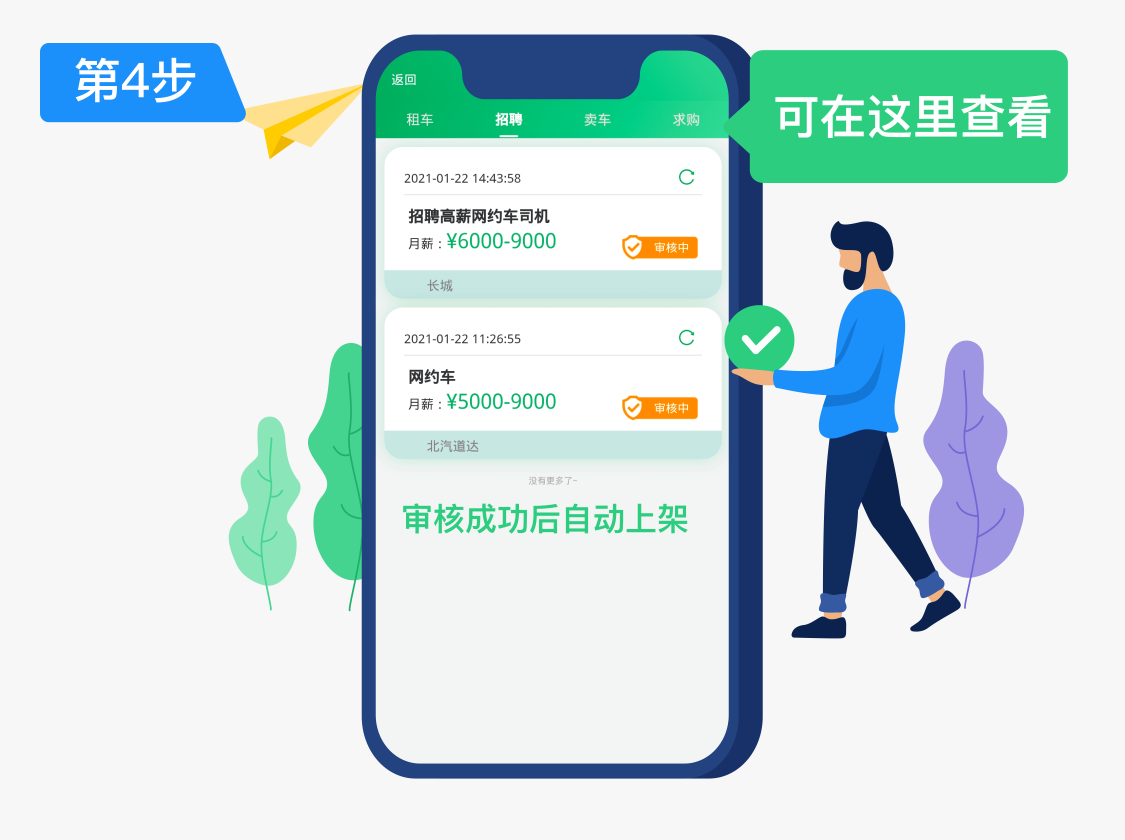 第4步
可在这里查看
返回
租车 招聘 卖车 求购
2021-01-22 14:43:58
招聘高薪网约车司机
月薪：¥6000-9000
审核中
长城
2021-01-22 11:26:55
网约车
月薪：¥5000-9000
审核中
北汽道达
没有更多了~
审核成功后自动上架